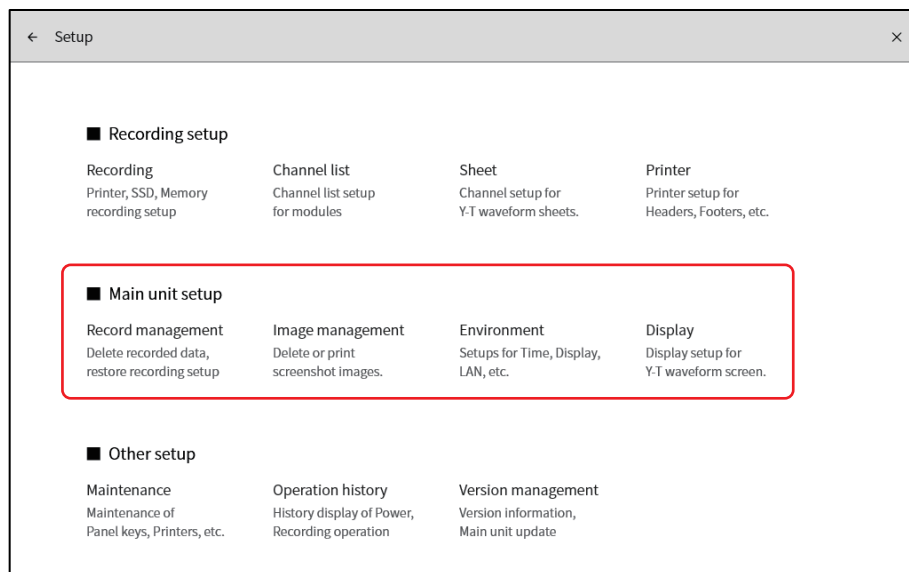 ← Setup ×
■ Recording setup
Recording Channel list Sheet Printer
Printer, SSD, Memory Channel list setup Channel setup for Printer setup for
recording setup for modules Y-T waveform sheets. Headers, Footers, etc.
■ Main unit setup
Record management Image management Environment Display
Delete recorded data, Delete or print Setups for Time, Display, Display setup for
restore recording setup screenshot images. LAN, etc. Y-T waveform screen.
■ Other setup
Maintenance Operation history Version management
Maintenance of History display of Power, Version information,
Panel keys, Printers, etc. Recording operation Main unit update